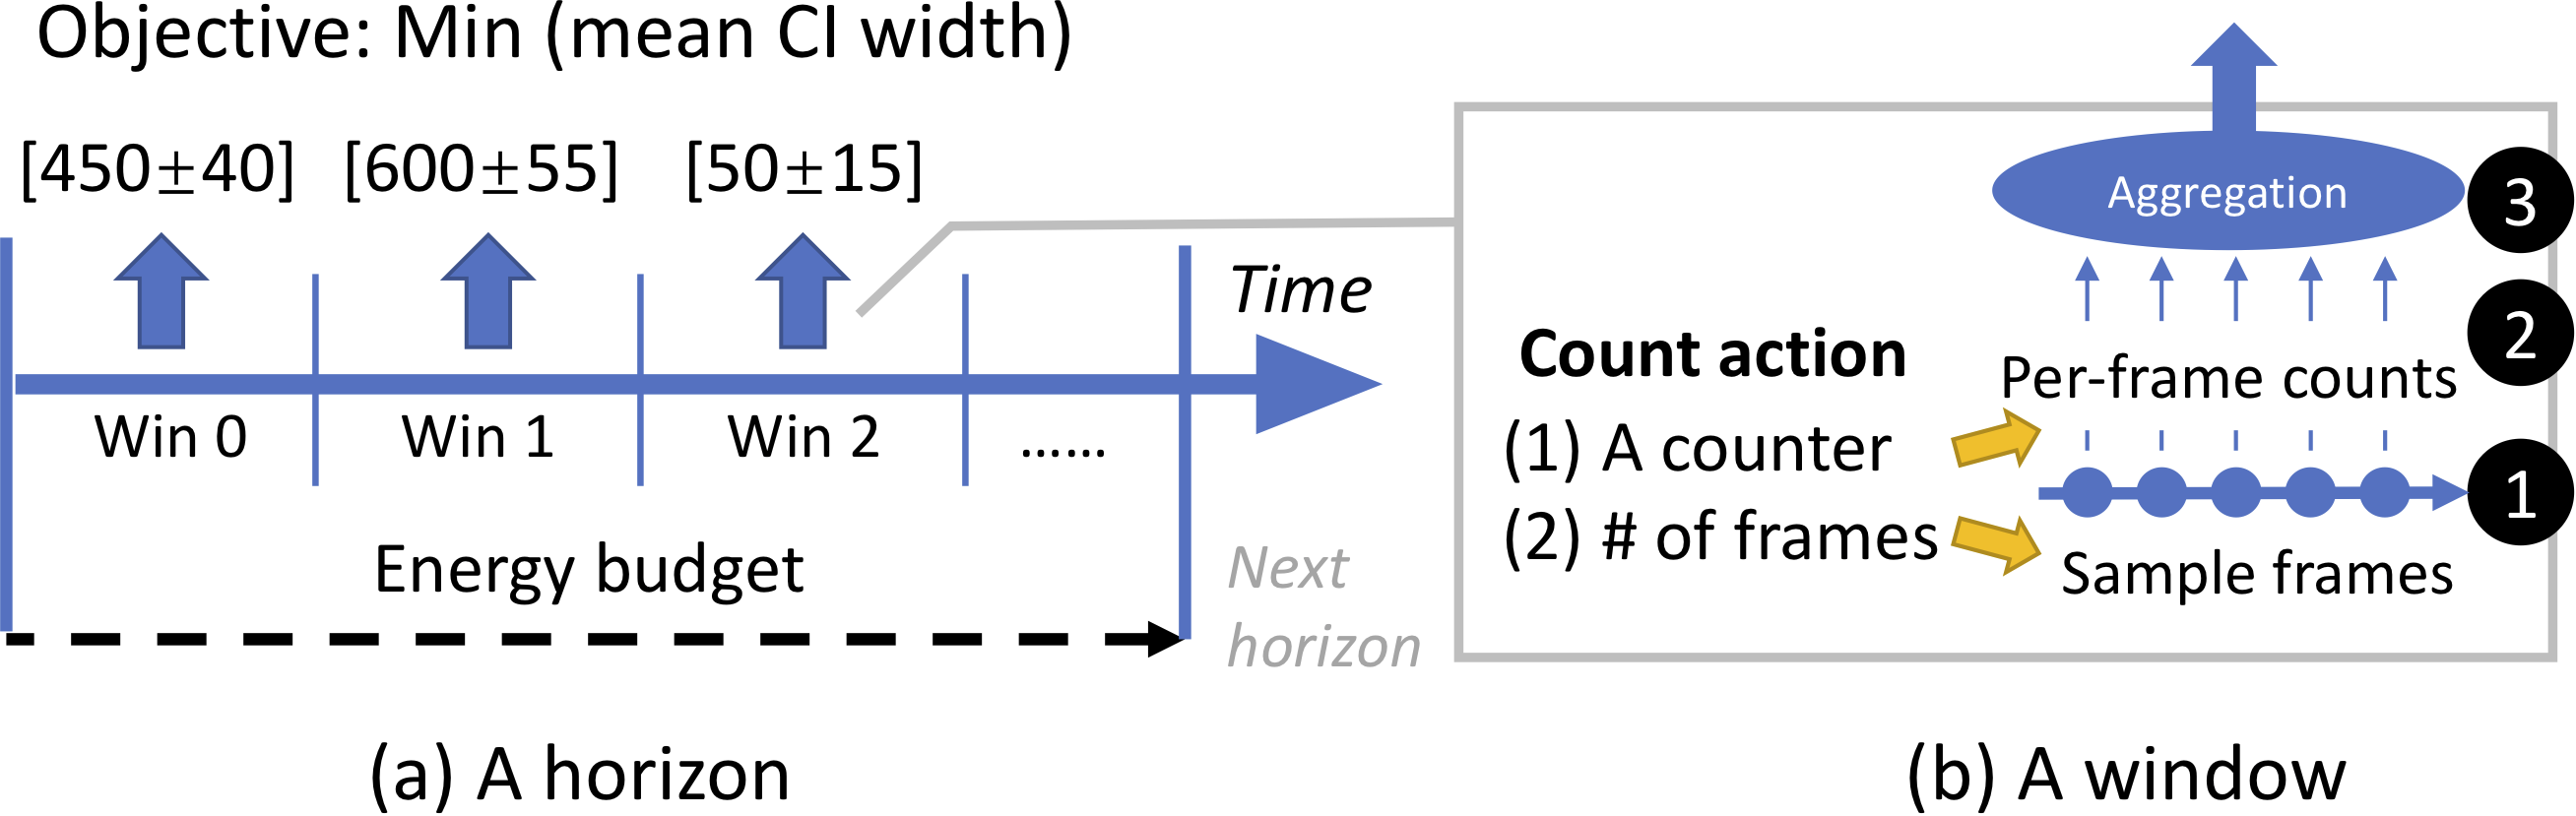 Objective: Min (mean CI width)
[450±40] [600±55] [50±15]
Time
Win 0 Win 1 Win 2 ......
Energy budget
Next
horizon
(a) A horizon
Aggregation
3
2
Count action
Per-frame counts
(1) A counter
1
(2) # of frames
Sample frames
(b) A window